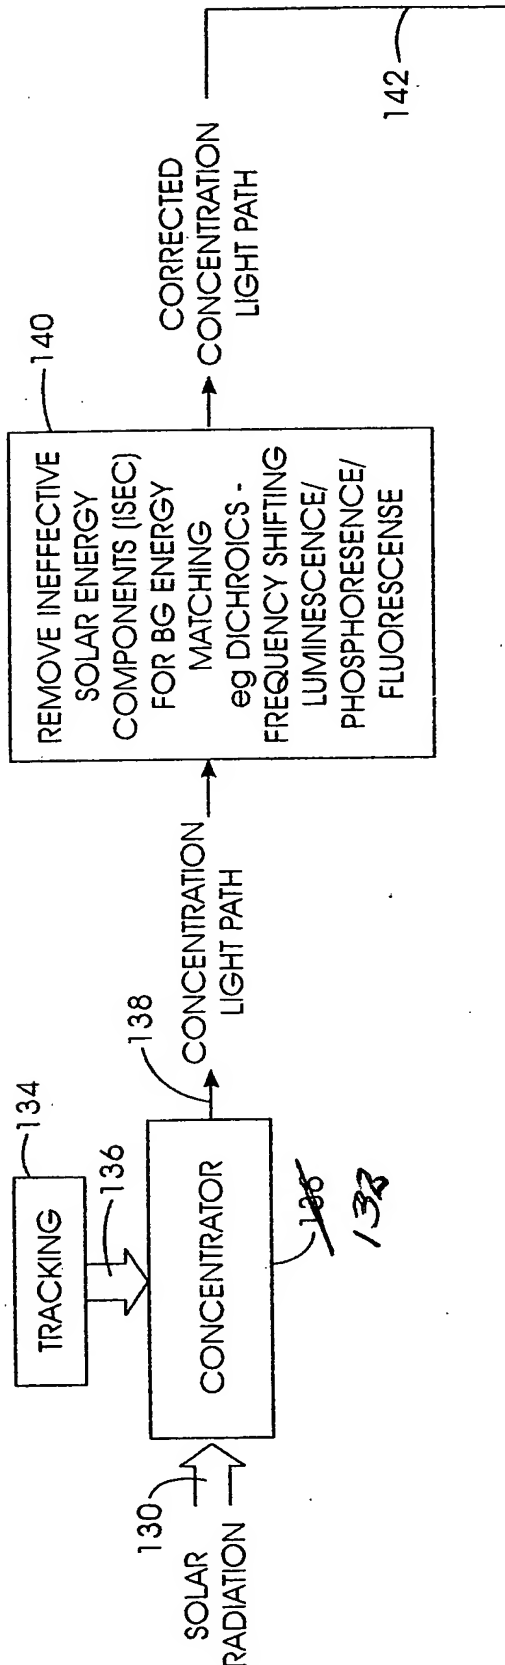 SOLAR
RADIATION
130
TRACKING
134
136
CONCENTRATOR
132
138
CONCENTRATION
LIGHT PATH
REMOVE INEFFECTIVE
SOLAR ENERGY
COMPONENTS (ISEC)
FOR BG ENERGY
MATCHING
eg DICHROICS -
FREQUENCY SHIFTING
LUMINESCENCE/
PHOSPHORESENCE/
FLUORESCENSE
140
CORRECTED
CONCENTRATION
LIGHT PATH
142